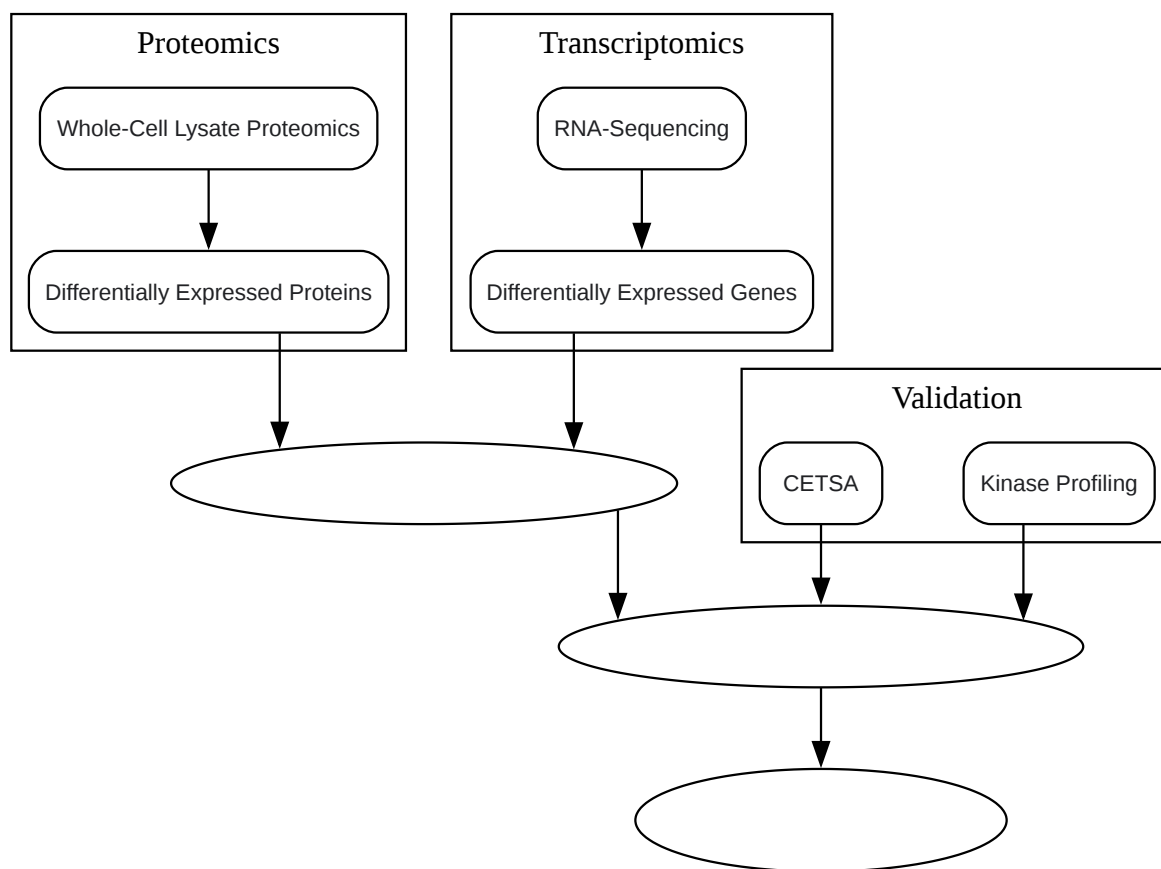 Proteomics
Whole-Cell Lysate Proteomics
Differentially Expressed Proteins
Transcriptomics
RNA-Sequencing
Differentially Expressed Genes
Validation
CETSA
Kinase Profiling